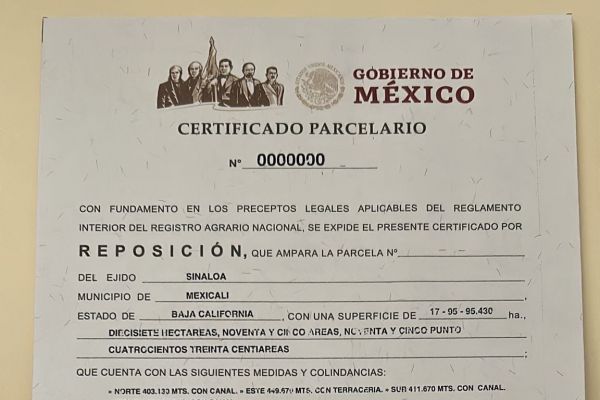 GOBIERNO DE
MÉXICO
CERTIFICADO PARCELARIO
N° 0000000
CON FUNDAMENTO EN LOS PRECEPTOS LEGALES APLICABLES DEL REGLAMENTO
INTERIOR DEL REGISTRO AGRARIO NACIONAL, SE EXPIDE EL PRESENTE CERTIFICADO POR
REPOSICIÓN, QUE AMPARA LA PARCELA N°
DEL EJIDO SINALOA
MUNICIPIO DE MEXICALI
ESTADO DE BAJA CALIFORNIA, CON UNA SUPERFICIE DE 17 - 95 - 95.430 ha.,
DIECISIETE HECTAREAS, NOVENTA Y CINCO AREAS, NOVENTA Y CINCO PUNTO
CUATROCIENTOS TREINTA CENTIAREAS ;
QUE CUENTA CON LAS SIGUIENTES MEDIDAS Y COLINDANCIAS:
» NORTE 403.130 MTS. CON CANAL. » ESTE 449.670 MTS. CON TERRACERIA. » SUR 411.670 MTS. CON CANAL.